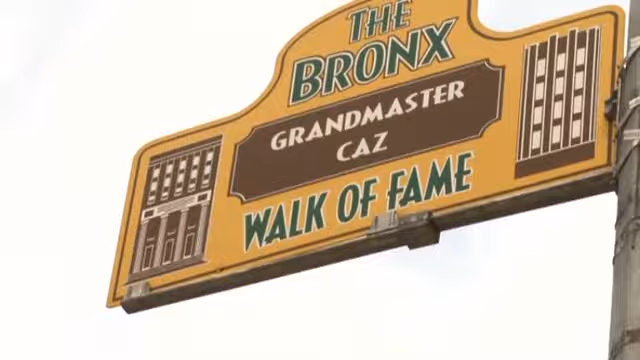 THE
BRONX
GRANDMASTER
CAZ
WALK OF FAME